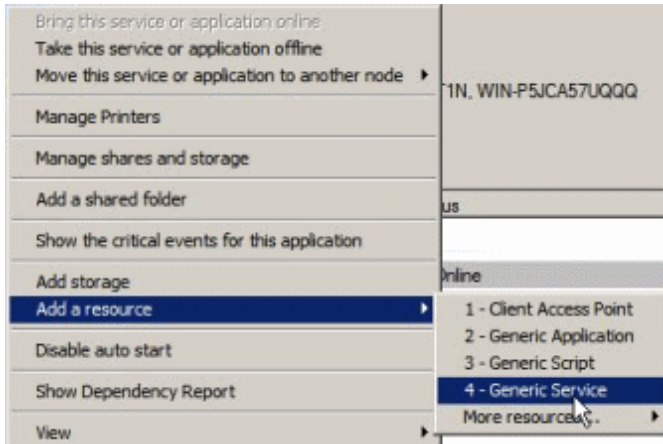 Bring this service or application online
Take this service or application offline
Move this service or application to another node
T1N, WIN-P5JCA57UQQQ
Manage Printers
Manage shares and storage
Add a shared folder
us
Show the critical events for this application
Online
Add storage
Add a resource
1 - Client Access Point
2 - Generic Application
Disable auto start
3 - Generic Script
Show Dependency Report
4 - Generic Service
More resources...
View